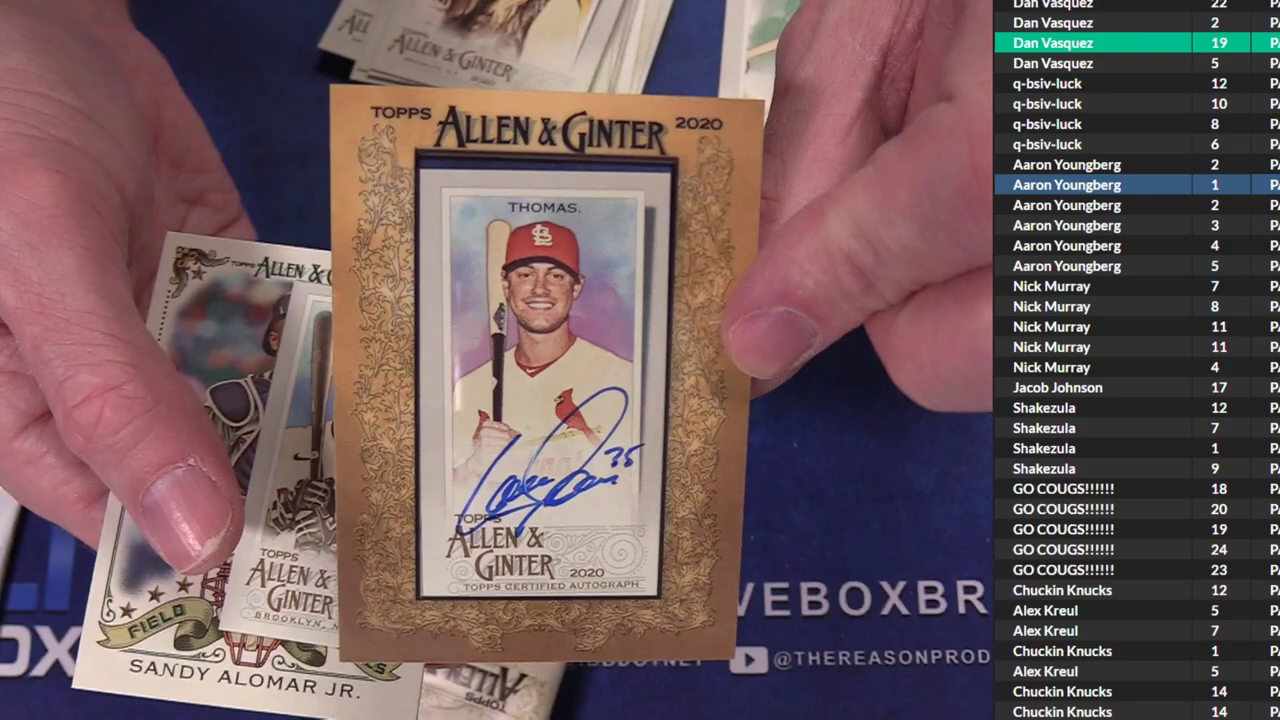 ALLEN & GINTER
TOPPS ALLEN & GINTER 2020
THOMAS.
35
TOPPS
ALLEN &
GINTER 2020
TOPPS CERTIFIED AUTOGRAPH
TOPPS ALLEN &
TOPPS
ALLEN &
GINTER
FIELD
SANDY ALOMAR JR.
VEBOXBR
@THEREASONPROD
TOPPS
Dan Vasquez 22
Dan Vasquez 2
Dan Vasquez 19
Dan Vasquez 5
q-bsiv-luck 12
q-bsiv-luck 10
q-bsiv-luck 8
q-bsiv-luck 6
Aaron Youngberg 2
Aaron Youngberg 1
Aaron Youngberg 2
Aaron Youngberg 3
Aaron Youngberg 4
Aaron Youngberg 5
Nick Murray 7
Nick Murray 8
Nick Murray 11
Nick Murray 11
Nick Murray 4
Jacob Johnson 17
Shakezula 12
Shakezula 7
Shakezula 1
Shakezula 9
GO COUGS!!!!!! 18
GO COUGS!!!!!! 20
GO COUGS!!!!!! 19
GO COUGS!!!!!! 24
GO COUGS!!!!!! 23
Chuckin Knucks 12
Alex Kreul 5
Alex Kreul 7
Chuckin Knucks 1
Alex Kreul 5
Chuckin Knucks 14
Chuckin Knucks 14